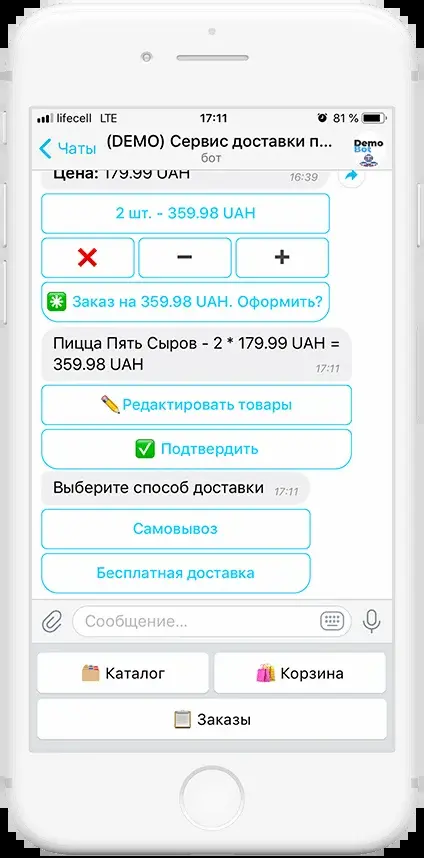 lifecell LTE 17:11 81 %
Чаты (DEMO) Сервис доставки п... Demo
бот Bot
Цена: 179.99 UAH 16:39
2 шт. - 359.98 UAH
Заказ на 359.98 UAH. Оформить?
Пицца Пять Сыров - 2 * 179.99 UAH =
359.98 UAH 17:11
Редактировать товары
Подтвердить
Выберите способ доставки 17:11
Самовывоз
Бесплатная доставка
Сообщение...
Каталог Корзина
Заказы